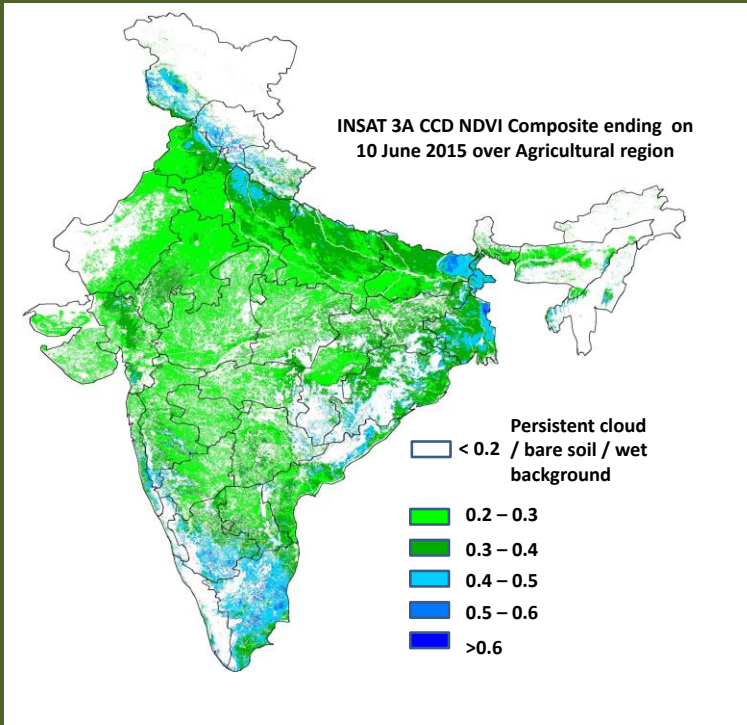 INSAT 3A CCD NDVI Composite ending on
10 June 2015 over Agricultural region
Persistent cloud
< 0.2 / bare soil / wet
background
0.2 – 0.3
0.3 – 0.4
0.4 – 0.5
0.5 – 0.6
>0.6